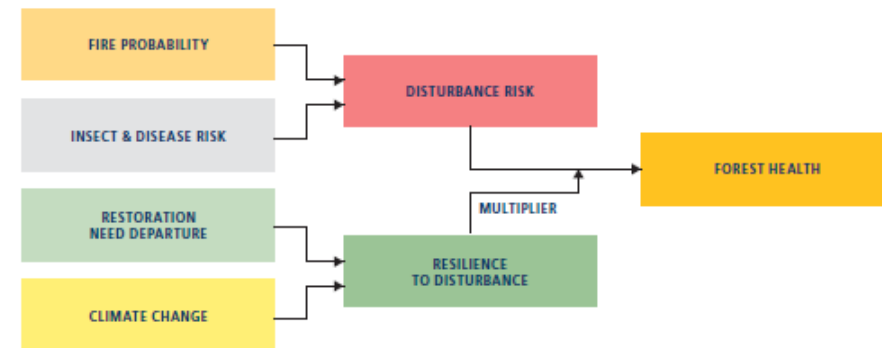 FIRE PROBABILITY
INSECT & DISEASE RISK
RESTORATION
NEED DEPARTURE
CLIMATE CHANGE
DISTURBANCE RISK
MULTIPLIER
RESILIENCE
TO DISTURBANCE
FOREST HEALTH